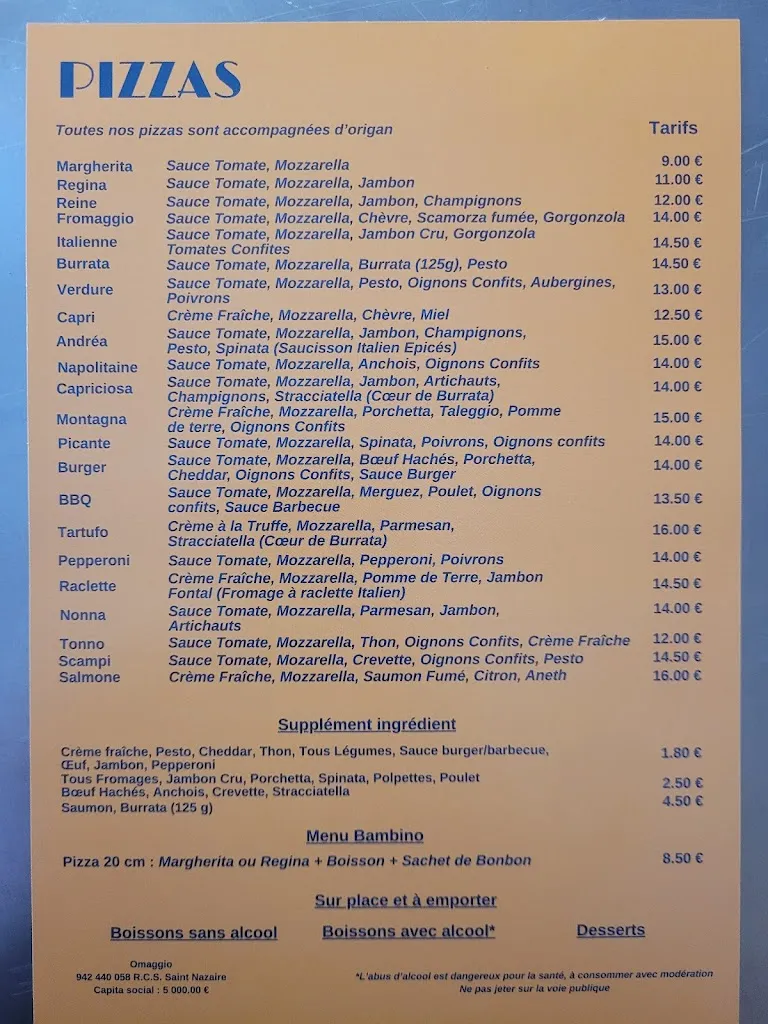 PIZZAS
Toutes nos pizzas sont accompagnées d'origan Tarifs
Margherita Sauce Tomate, Mozzarella 9.00 €
Regina Sauce Tomate, Mozzarella, Jambon 11.00 €
Reine Sauce Tomate, Mozzarella, Jambon, Champignons 12.00 €
Fromaggio Sauce Tomate, Mozzarella, Chèvre, Scamorza fumée, Gorgonzola 14.00 €
Italienne Sauce Tomate, Mozzarella, Jambon Cru, Gorgonzola
Tomates Confites 14.50 €
Burrata Sauce Tomate, Mozzarella, Burrata (125g), Pesto 14.50 €
Verdure Sauce Tomate, Mozzarella, Pesto, Oignons Confits, Aubergines,
Poivrons 13.00 €
Capri Crème Fraîche, Mozzarella, Chèvre, Miel 12.50 €
Andréa Sauce Tomate, Mozzarella, Jambon, Champignons,
Pesto, Spinata (Saucisson Italien Epicés) 15.00 €
Napolitaine Sauce Tomate, Mozzarella, Anchois, Oignons Confits 14.00 €
Capriciosa Sauce Tomate, Mozzarella, Jambon, Artichauts,
Champignons, Stracciatella (Cœur de Burrata) 14.00 €
Montagna Crème Fraîche, Mozzarella, Porchetta, Taleggio, Pomme
de terre, Oignons Confits 15.00 €
Picante Sauce Tomate, Mozzarella, Spinata, Poivrons, Oignons confits 14.00 €
Burger Sauce Tomate, Mozzarella, Bœuf Hachés, Porchetta,
Cheddar, Oignons Confits, Sauce Burger 14.00 €
BBQ Sauce Tomate, Mozzarella, Merguez, Poulet, Oignons
confits, Sauce Barbecue 13.50 €
Tartufo Crème à la Truffe, Mozzarella, Parmesan,
Stracciatella (Cœur de Burrata) 16.00 €
Pepperoni Sauce Tomate, Mozzarella, Pepperoni, Poivrons 14.00 €
Raclette Crème Fraîche, Mozzarella, Pomme de Terre, Jambon
Fontal (Fromage à raclette Italien) 14.50 €
Nonna Sauce Tomate, Mozzarella, Parmesan, Jambon,
Artichauts 14.00 €
Tonno Sauce Tomate, Mozzarella, Thon, Oignons Confits, Crème Fraîche 12.00 €
Scampi Sauce Tomate, Mozarella, Crevette, Oignons Confits, Pesto 14.50 €
Salmone Crème Fraîche, Mozzarella, Saumon Fumé, Citron, Aneth 16.00 €
Supplément ingrédient
Crème fraîche, Pesto, Cheddar, Thon, Tous Légumes, Sauce burger/barbecue,
Œuf, Jambon, Pepperoni 1.80 €
Tous Fromages, Jambon Cru, Porchetta, Spinata, Polpettes, Poulet
Bœuf Hachés, Anchois, Crevette, Stracciatella 2.50 €
Saumon, Burrata (125 g) 4.50 €
Menu Bambino
Pizza 20 cm : Margherita ou Regina + Boisson + Sachet de Bonbon 8.50 €
Sur place et à emporter
Boissons sans alcool Boissons avec alcool* Desserts
Omaggio
942 440 058 R.C.S. Saint Nazaire
Capita social : 5 000.00 €
*L'abus d'alcool est dangereux pour la santé, à consommer avec modération
Ne pas jeter sur la voie publique